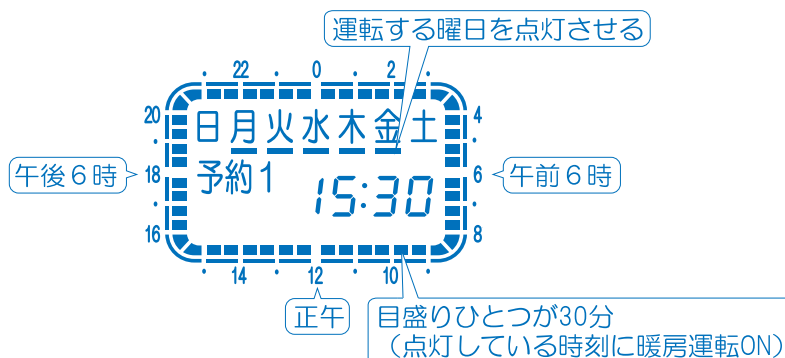 運転する曜日を点灯させる
22 0 2
20 4
日月火水木金土
午後6時 18 予約1 6 午前6時
15:30
16 8
14 12 10
正午
目盛りひとつが30分
(点灯している時刻に暖房運転ON)